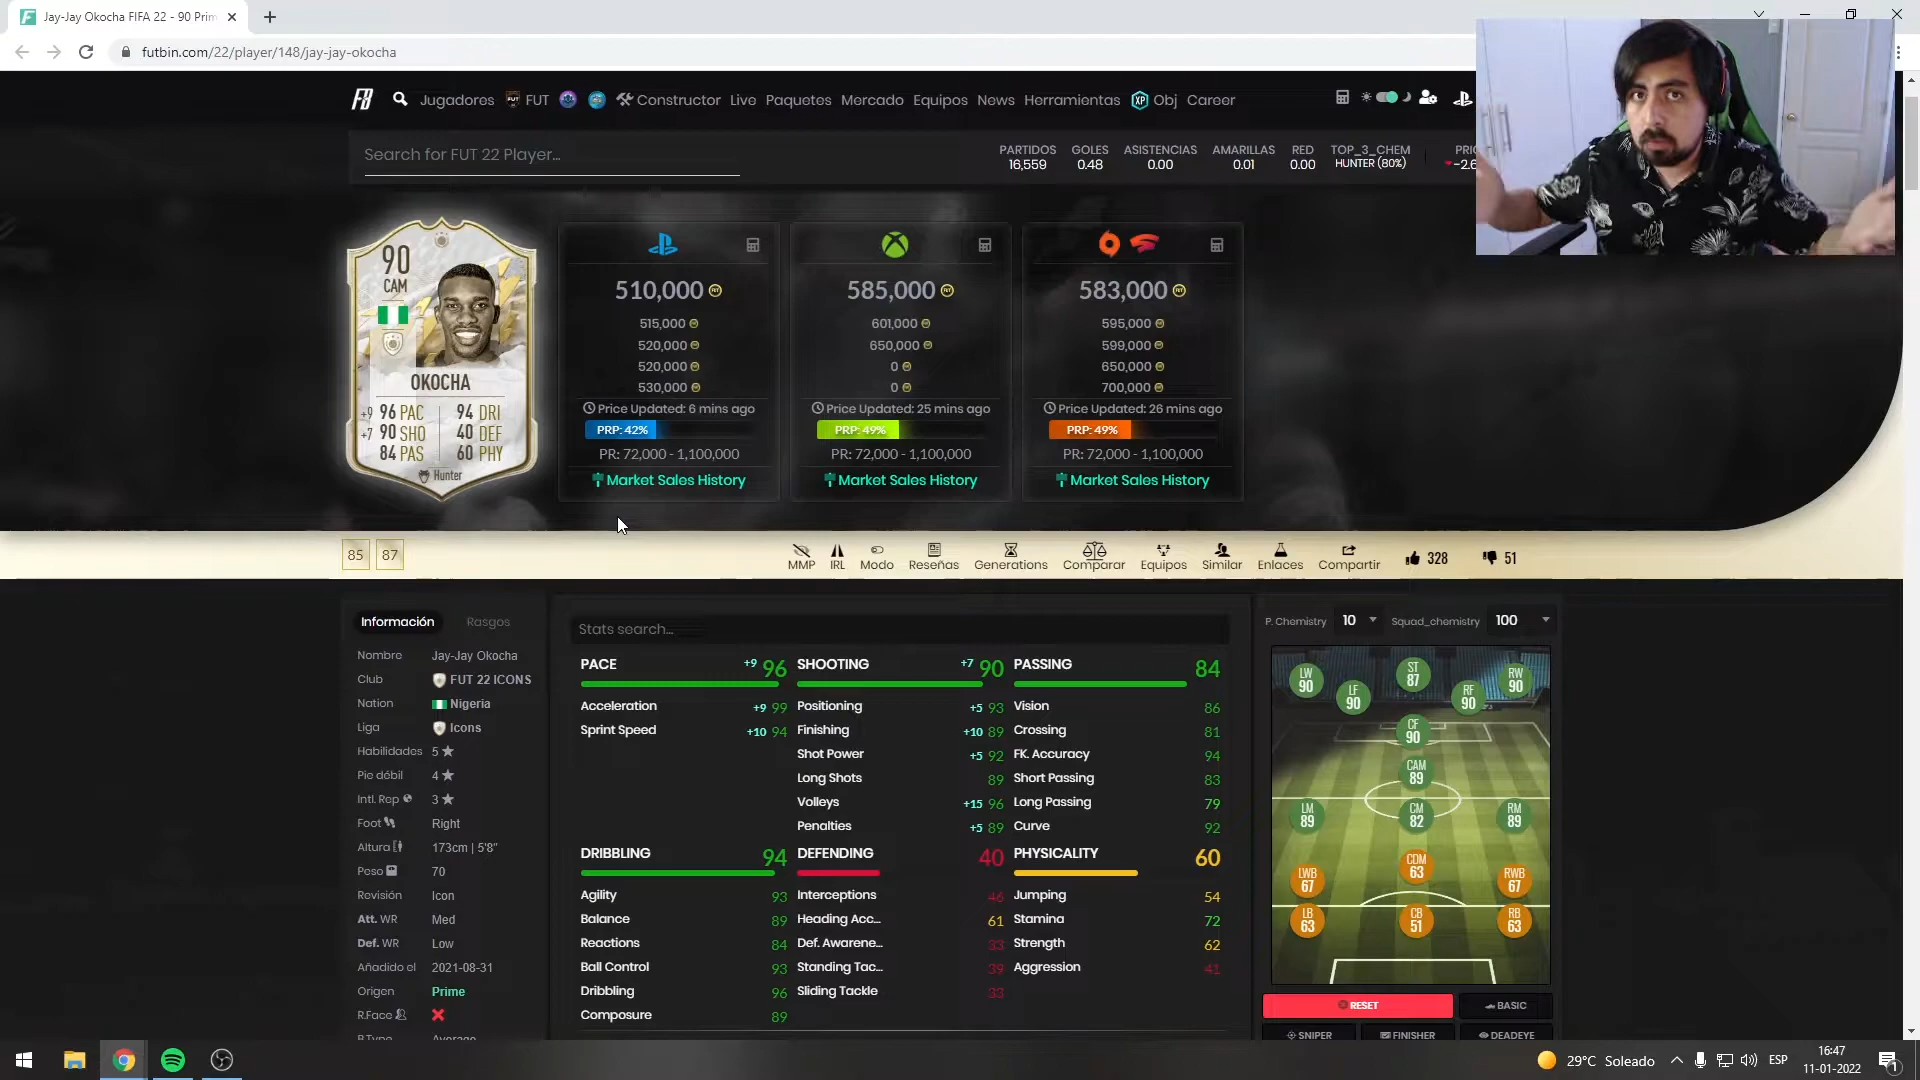 Jay-Jay Okocha FIFA 22 - 90 Prim
futbin.com/22/player/148/jay-jay-okocha
FB Jugadores FUT Constructor Live Paquetes Mercado Equipos News Herramientas XP Obj Career
Search for FUT 22 Player...
PARTIDOS GOLES ASISTENCIAS AMARILLAS RED TOP_3_CHEM
16,559 0.48 0.00 0.01 0.00 HUNTER (80%)
90
CAM
OKOCHA
+9 96 PAC 94 DRI
+7 90 SHO 40 DEF
84 PAS 60 PHY
Hunter
510,000
515,000
520,000
520,000
530,000
Price Updated: 6 mins ago
PRP: 42%
PR: 72,000 - 1,100,000
Market Sales History
585,000
601,000
650,000
0
0
Price Updated: 25 mins ago
PRP: 49%
PR: 72,000 - 1,100,000
Market Sales History
583,000
595,000
599,000
650,000
700,000
Price Updated: 26 mins ago
PRP: 49%
PR: 72,000 - 1,100,000
Market Sales History
85 87
MMP IRL Modo Reseñas Generations Comparar Equipos Similar Enlaces Compartir 328 51
Información Rasgos
Nombre Jay-Jay Okocha
Club FUT 22 ICONS
Nation Nigeria
Liga Icons
Habilidades 5
Pie débil 4
Intl. Rep 3
Foot Right
Altura 173cm | 5'8"
Peso 70
Revisión Icon
Att. WR Med
Def. WR Low
Añadido el 2021-08-31
Origen Prime
R.Face
B.Type Average
Stats search...
PACE +9 96
Acceleration +9 99
Sprint Speed +10 94
SHOOTING +7 90
Positioning +5 93
Finishing +10 89
Shot Power +5 92
Long Shots 89
Volleys +15 96
Penalties +5 89
PASSING 84
Vision 86
Crossing 81
FK. Accuracy 94
Short Passing 83
Long Passing 79
Curve 92
DRIBBLING 94
Agility 93
Balance 89
Reactions 84
Ball Control 93
Dribbling 96
Composure 89
DEFENDING 40
Interceptions 46
Heading Acc... 61
Def. Awarene... 33
Standing Tac... 39
Sliding Tackle 33
PHYSICALITY 60
Jumping 54
Stamina 72
Strength 62
Aggression 41
P. Chemistry 10 Squad_chemistry 100
LW 90
ST 87
RW 90
LF 90
RF 90
CF 90
CAM 89
LM 89
CM 82
RM 89
LWB 67
CDM 63
RWB 67
LB 63
CB 51
RB 63
RESET BASIC
SNIPER FINISHER DEADEYE
29°C Soleado ESP 16:47
11-01-2022
1